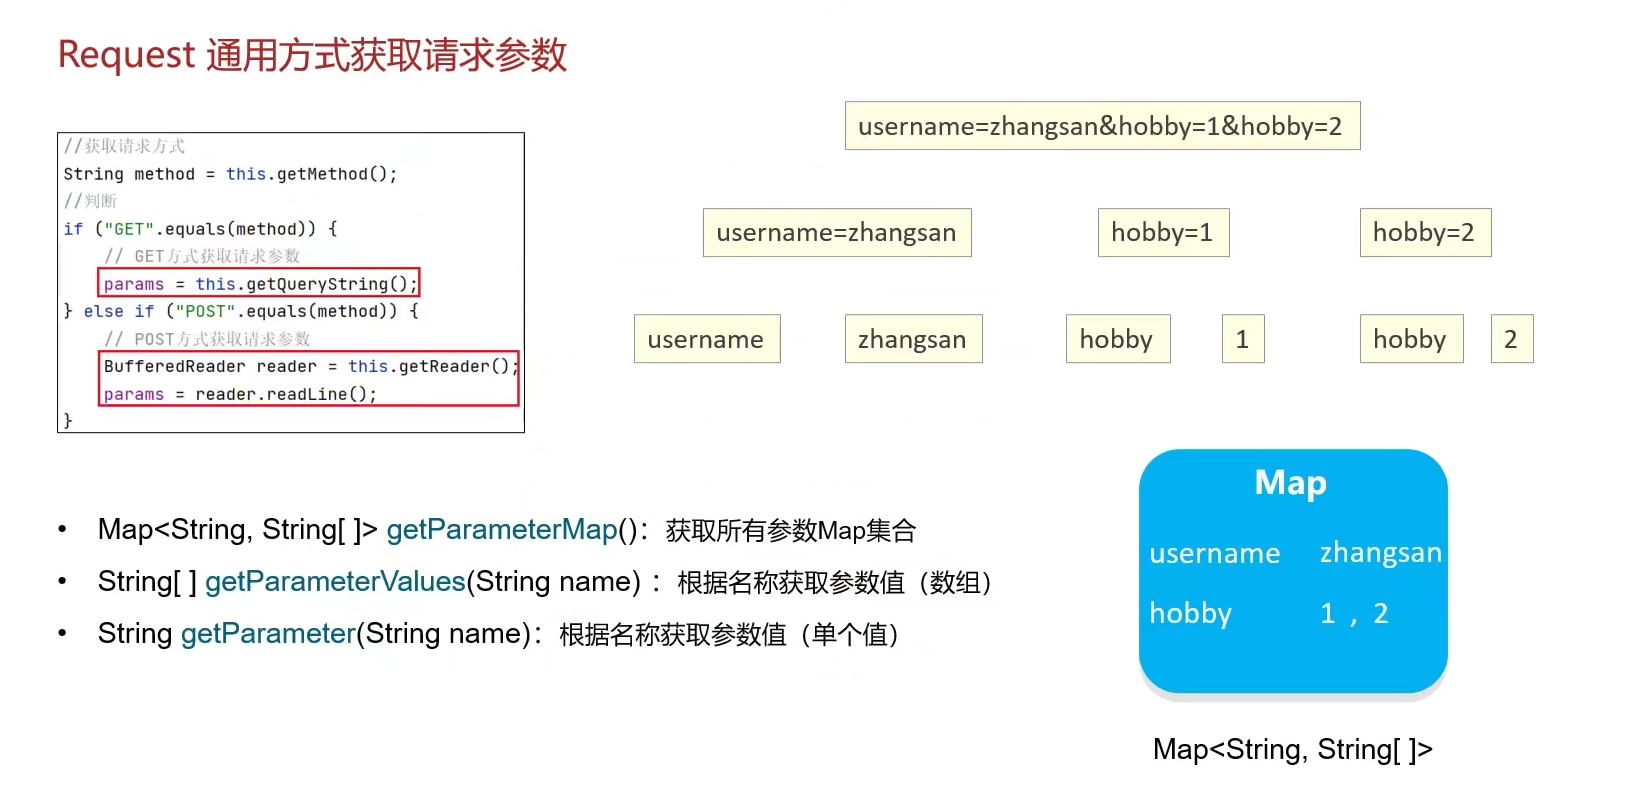 Request 通用方式获取请求参数
//获取请求方式
String method = this.getMethod();
//判断
if ("GET".equals(method)) {
// GET方式获取请求参数
params = this.getQueryString();
} else if ("POST".equals(method)) {
// POST方式获取请求参数
BufferedReader reader = this.getReader();
params = reader.readLine();
}
username=zhangsan&hobby=1&hobby=2
username=zhangsan hobby=1 hobby=2
username zhangsan hobby 1 hobby 2
• Map<String, String[ ]> getParameterMap()：获取所有参数Map集合
• String[ ] getParameterValues(String name) ：根据名称获取参数值（数组）
• String getParameter(String name)：根据名称获取参数值（单个值）
Map
username zhangsan
hobby 1 , 2
Map<String, String[ ]>